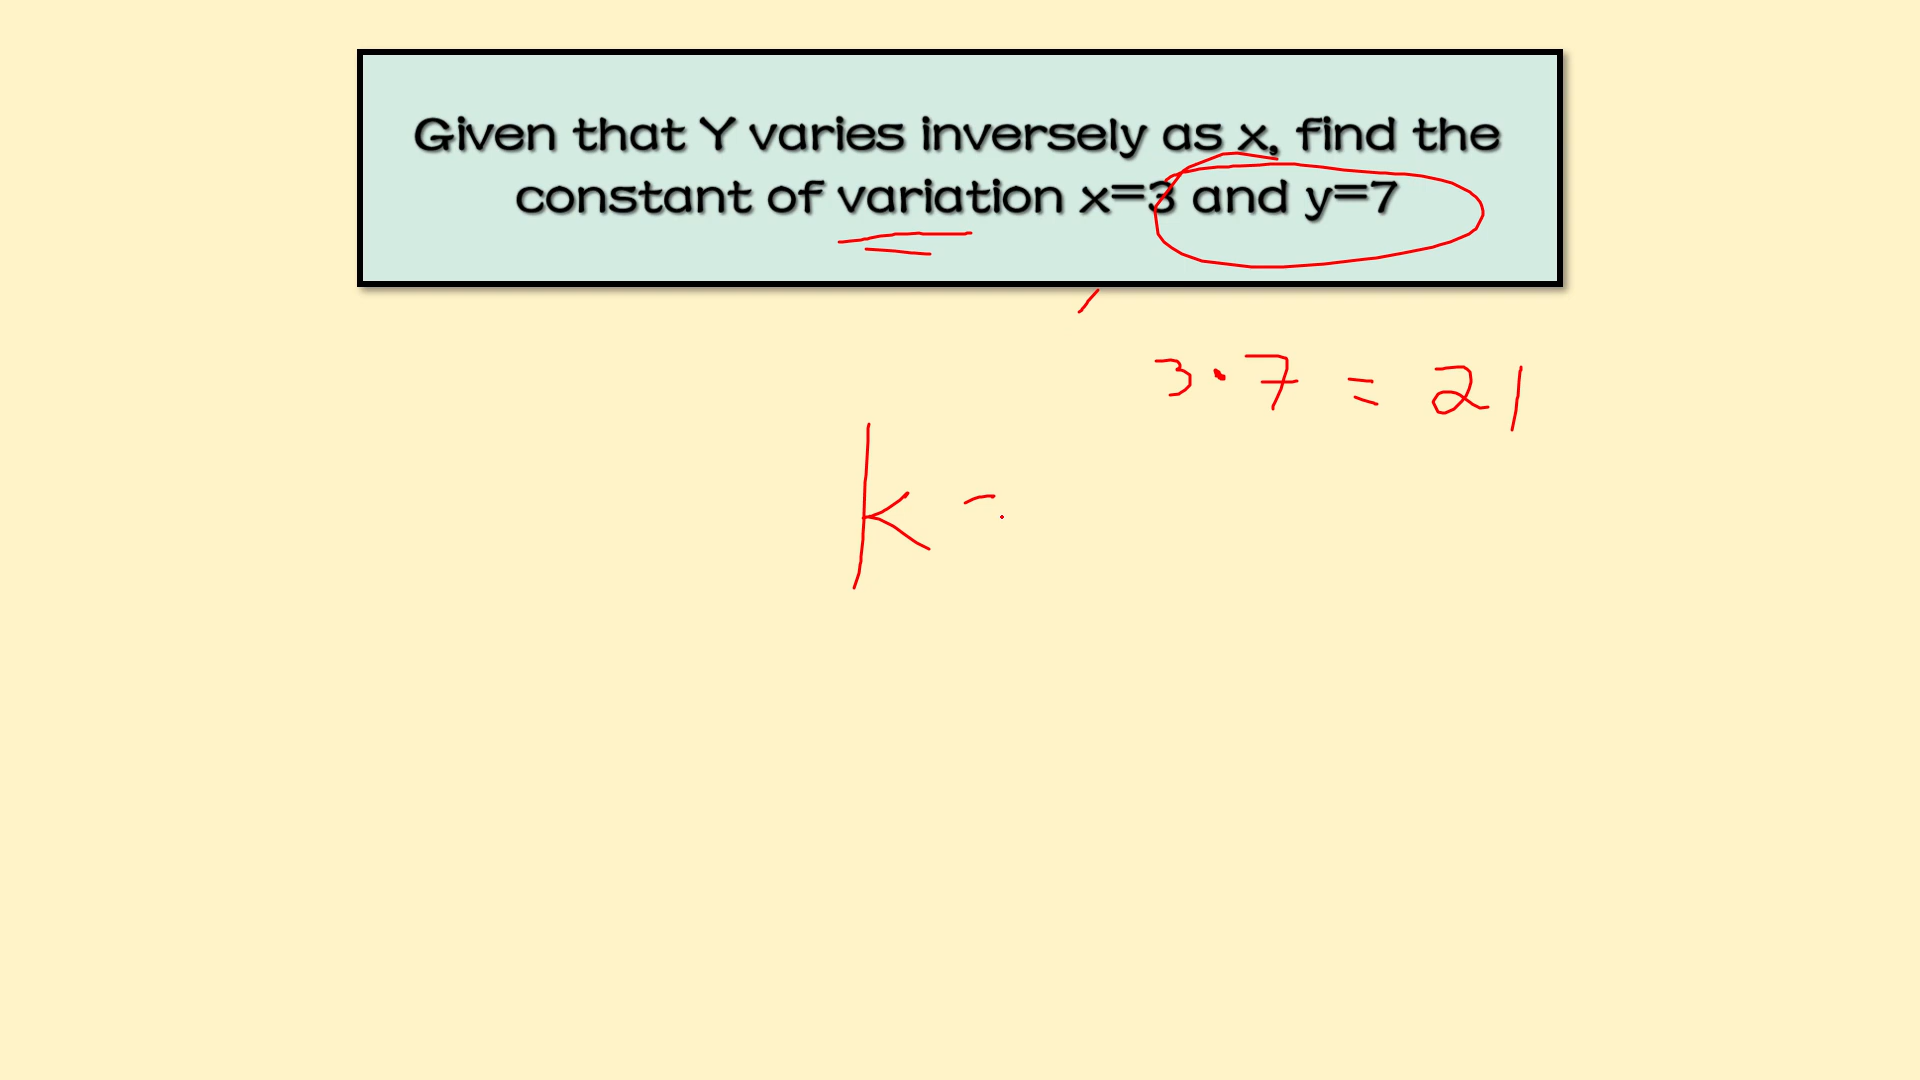 Given that Y varies inversely as x, find the
constant of variation x=3 and y=7
3 · 7 = 21
k =